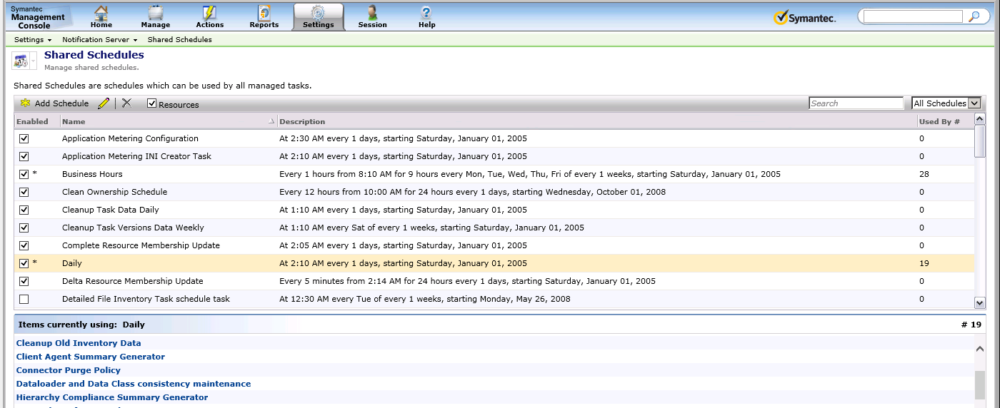 Symantec
Management
Console
Home Manage Actions Reports Settings Session Help
Symantec.
Settings Notification Server Shared Schedules
Shared Schedules
Manage shared schedules.
Shared Schedules are schedules which can be used by all managed tasks.
Add Schedule Resources Search All Schedules
Enabled Name Description Used By #
Application Metering Configuration At 2:30 AM every 1 days, starting Saturday, January 01, 2005 0
Application Metering INI Creator Task At 2:10 AM every 1 days, starting Saturday, January 01, 2005 0
* Business Hours Every 1 hours from 8:10 AM for 9 hours every Mon, Tue, Wed, Thu, Fri of every 1 weeks, starting Saturday, January 01, 2005 28
Clean Ownership Schedule Every 12 hours from 10:00 AM for 24 hours every 1 days, starting Wednesday, October 01, 2008 0
Cleanup Task Data Daily At 1:10 AM every 1 days, starting Saturday, January 01, 2005 0
Cleanup Task Versions Data Weekly At 1:10 AM every Sat of every 1 weeks, starting Saturday, January 01, 2005 0
Complete Resource Membership Update At 2:05 AM every 1 days, starting Saturday, January 01, 2005 0
* Daily At 2:10 AM every 1 days, starting Saturday, January 01, 2005 19
Delta Resource Membership Update Every 5 minutes from 2:14 AM for 24 hours every 1 days, starting Saturday, January 01, 2005 0
Detailed File Inventory Task schedule task At 12:30 AM every Tue of every 1 weeks, starting Monday, May 26, 2008 0
Items currently using: Daily # 19
Cleanup Old Inventory Data
Client Agent Summary Generator
Connector Purge Policy
Dataloader and Data Class consistency maintenance
Hierarchy Compliance Summary Generator